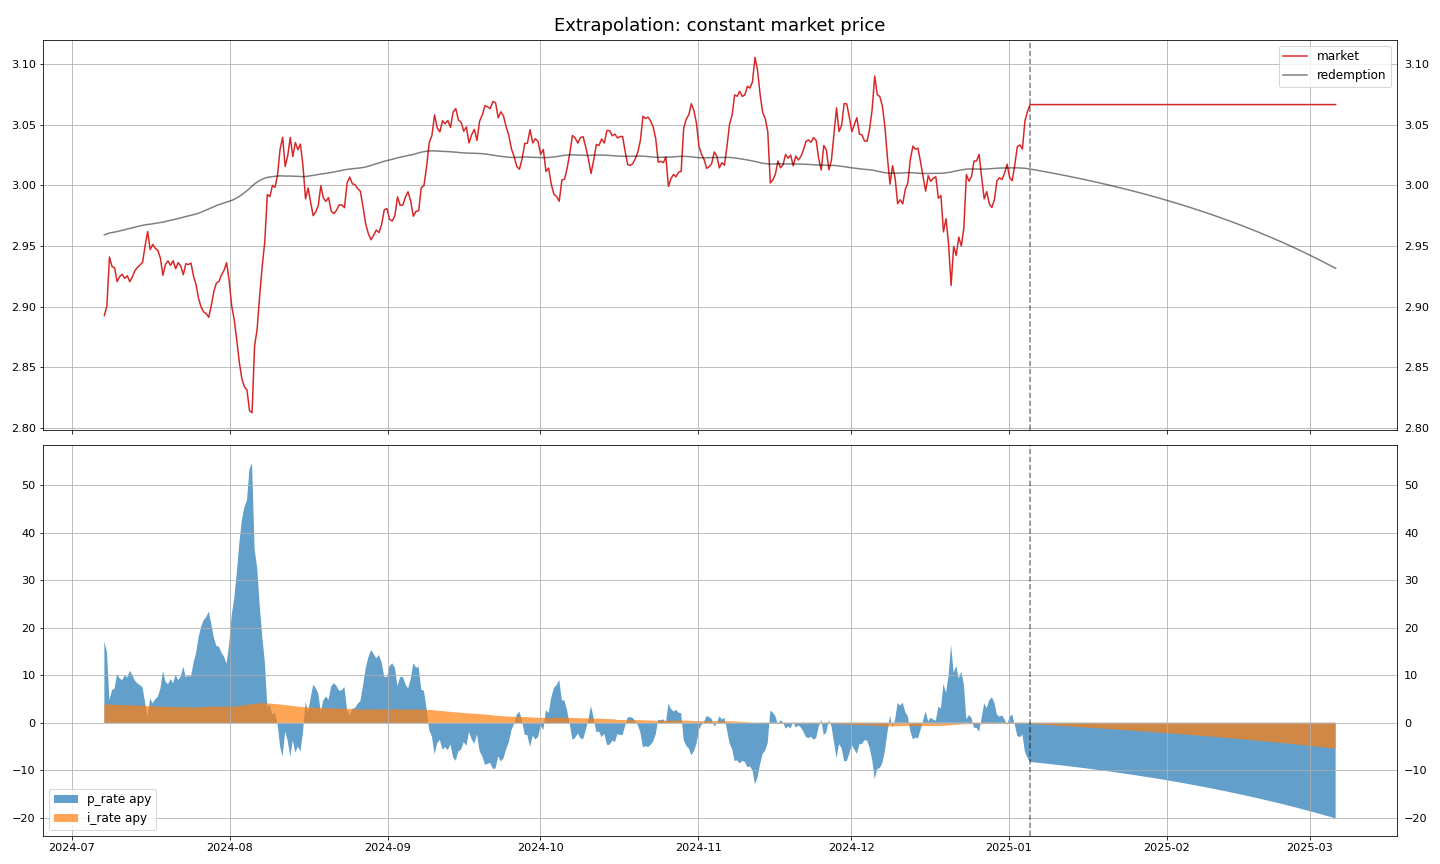 Extrapolation: constant market price
3.10 3.10
3.05 3.05
3.00 3.00
2.95 2.95
2.90 2.90
2.85 2.85
2.80 2.80
market
redemption
50 50
40 40
30 30
20 20
10 10
0 0
−10 −10
−20 −20
p_rate apy
i_rate apy
2024-07 2024-08 2024-09 2024-10 2024-11 2024-12 2025-01 2025-02 2025-03